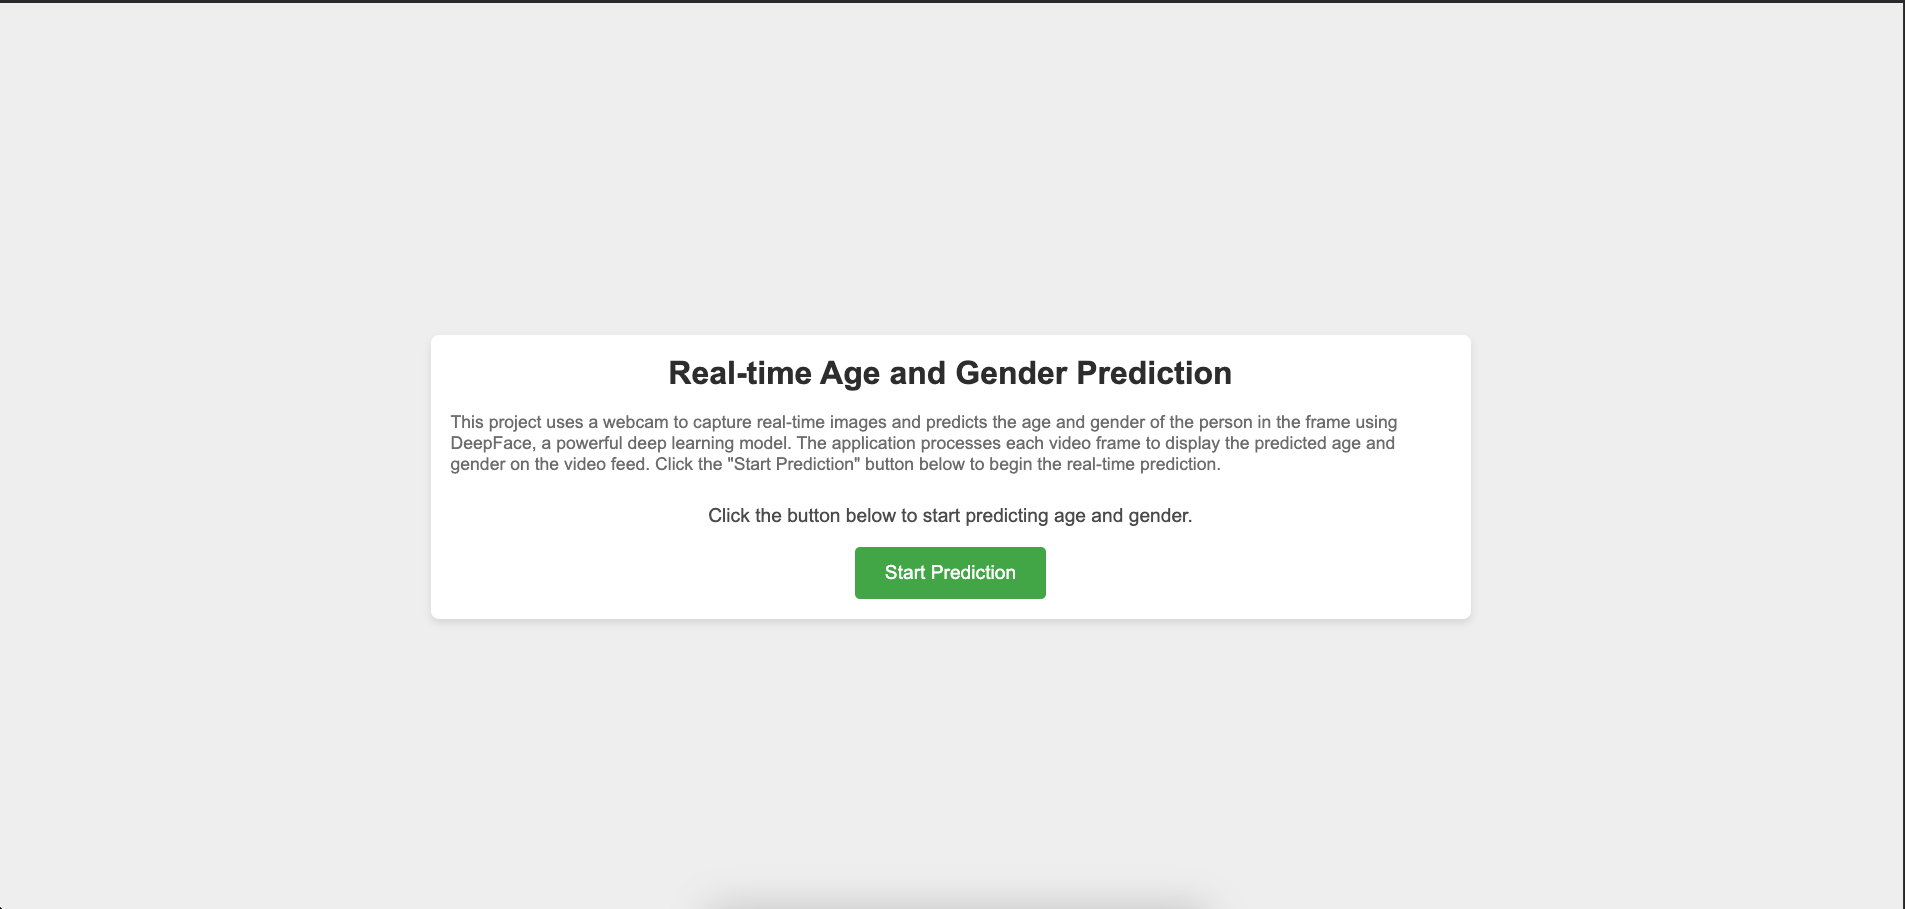 Real-time Age and Gender Prediction
This project uses a webcam to capture real-time images and predicts the age and gender of the person in the frame using
DeepFace, a powerful deep learning model. The application processes each video frame to display the predicted age and
gender on the video feed. Click the "Start Prediction" button below to begin the real-time prediction.
Click the button below to start predicting age and gender.
Start Prediction